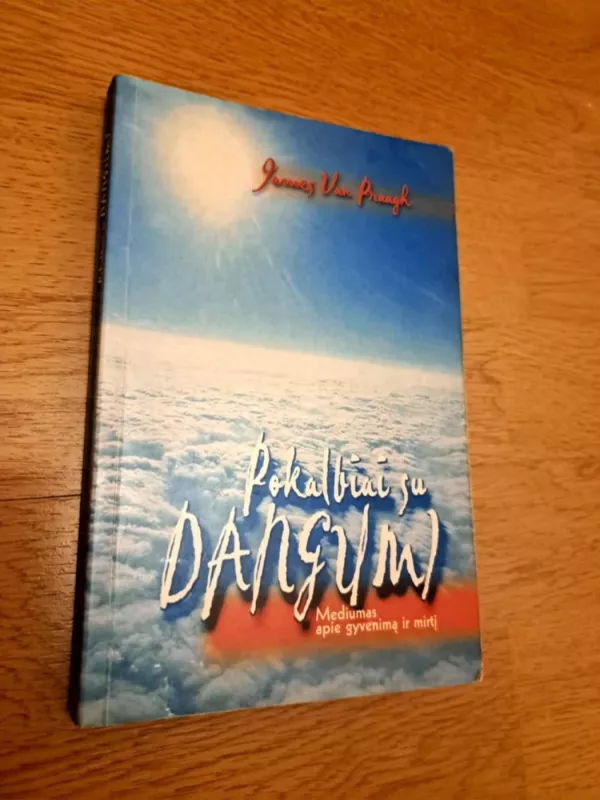 James Van Praagh
Pokalbiai su
DANGUMI
Mediumas
apie gyvenimą ir mirtį